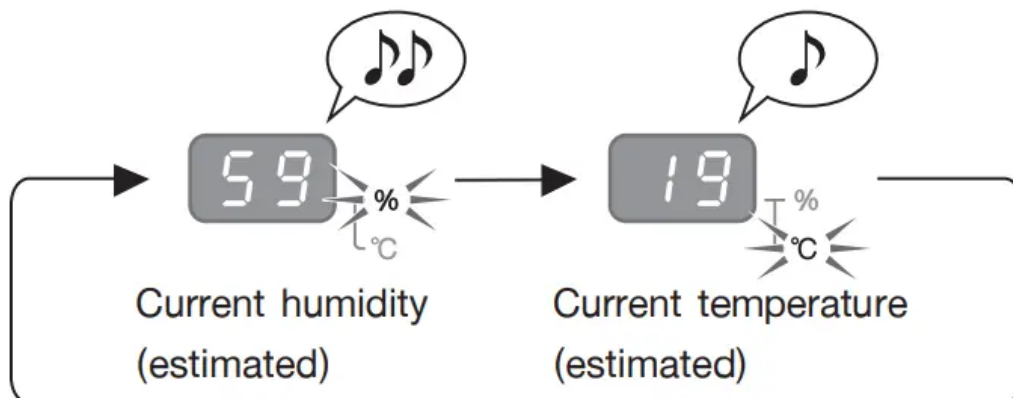 59 % °C
19 % °C
Current humidity
(estimated)
Current temperature
(estimated)